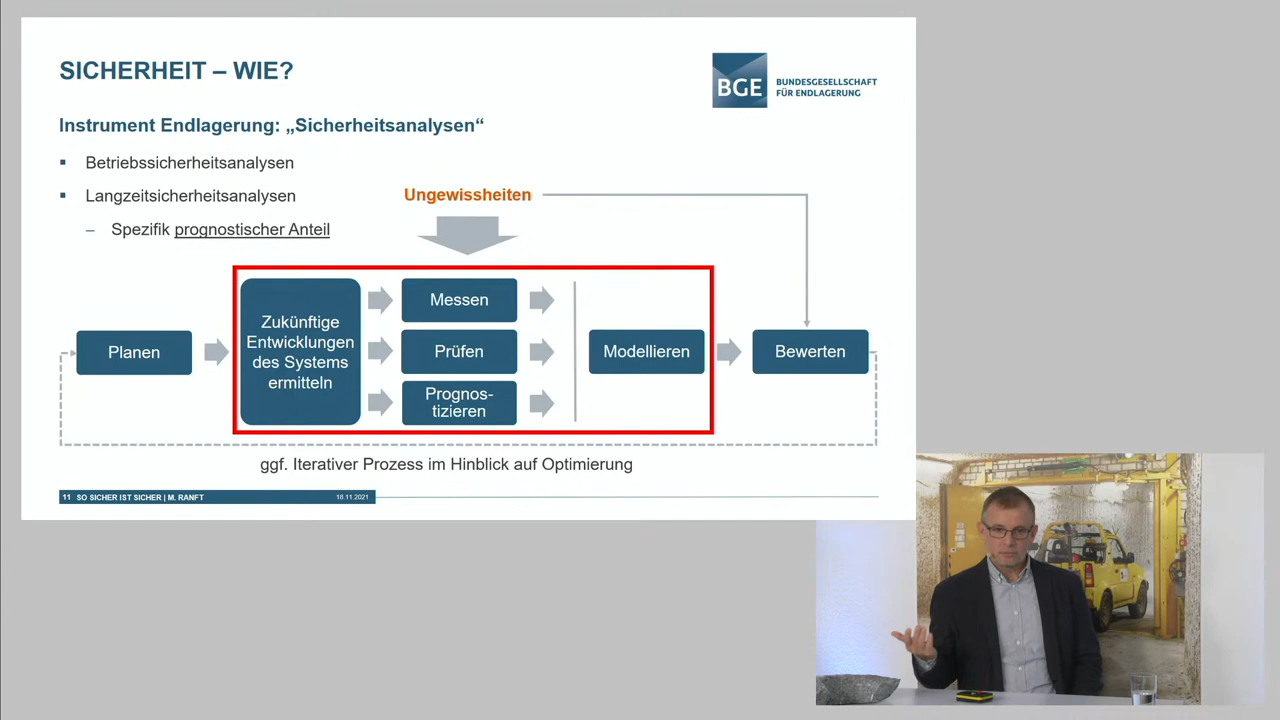 SICHERHEIT – WIE?
BGE
BUNDESGESELLSCHAFT
FÜR ENDLAGERUNG
Instrument Endlagerung: „Sicherheitsanalysen“
Betriebssicherheitsanalysen
Langzeitsicherheitsanalysen
– Spezifik prognostischer Anteil
Ungewissheiten
Planen
Zukünftige
Entwicklungen
des Systems
ermitteln
Messen
Prüfen
Prognos-
tizieren
Modellieren
Bewerten
ggf. Iterativer Prozess im Hinblick auf Optimierung
11 SO SICHER IST SICHER | M. RANFT
18.11.2021